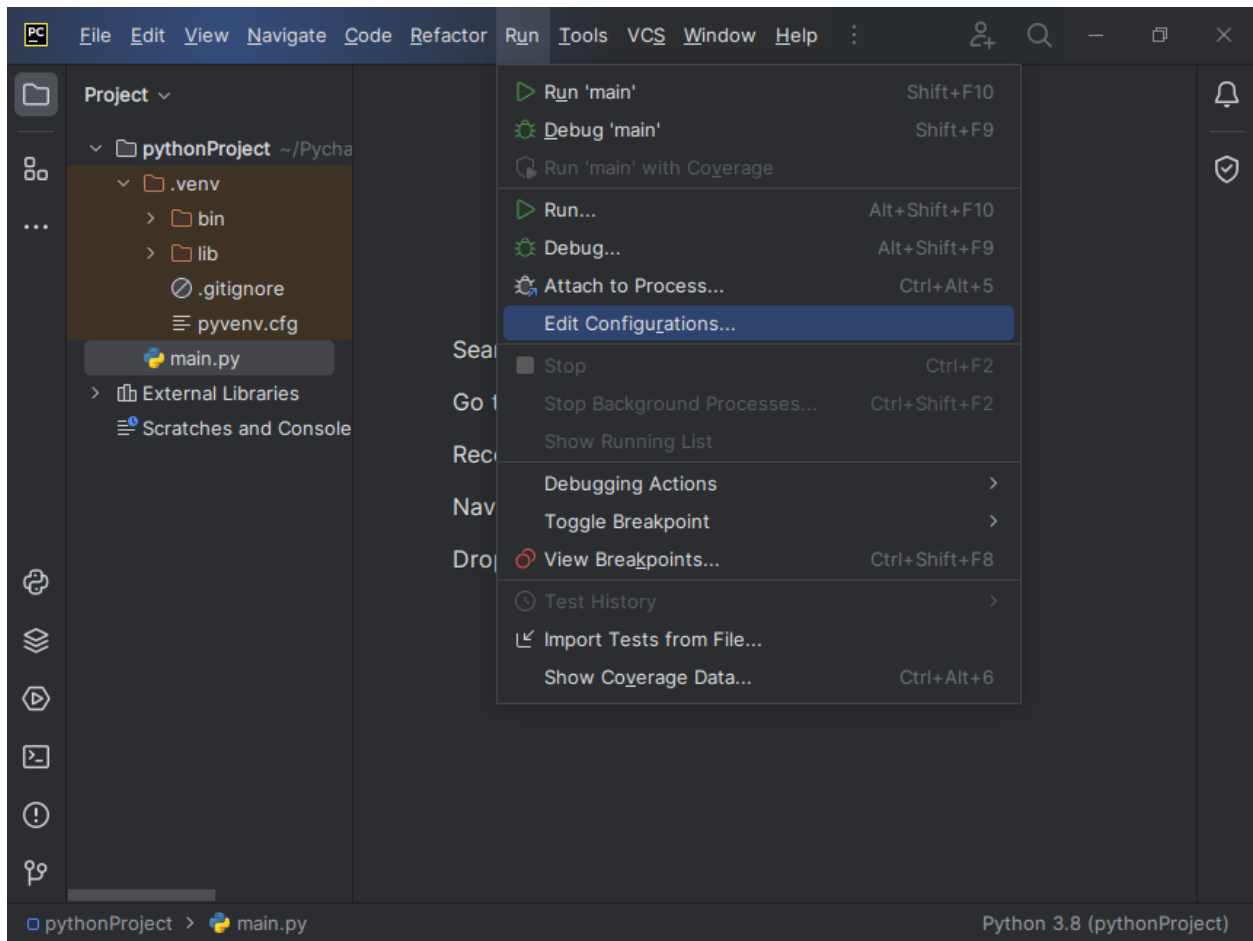 PC File Edit View Navigate Code Refactor Run Tools VCS Window Help
Project
pythonProject ~/Pycha
.venv
bin
lib
.gitignore
pyvenv.cfg
main.py
External Libraries
Scratches and Console
Run 'main' Shift+F10
Debug 'main' Shift+F9
Run 'main' with Coverage
Run... Alt+Shift+F10
Debug... Alt+Shift+F9
Attach to Process... Ctrl+Alt+5
Edit Configurations...
Stop Ctrl+F2
Stop Background Processes... Ctrl+Shift+F2
Show Running List
Debugging Actions
Toggle Breakpoint
View Breakpoints... Ctrl+Shift+F8
Test History
Import Tests from File...
Show Coverage Data... Ctrl+Alt+6
Sear
Go t
Rece
Nav
Drop
pythonProject > main.py Python 3.8 (pythonProject)